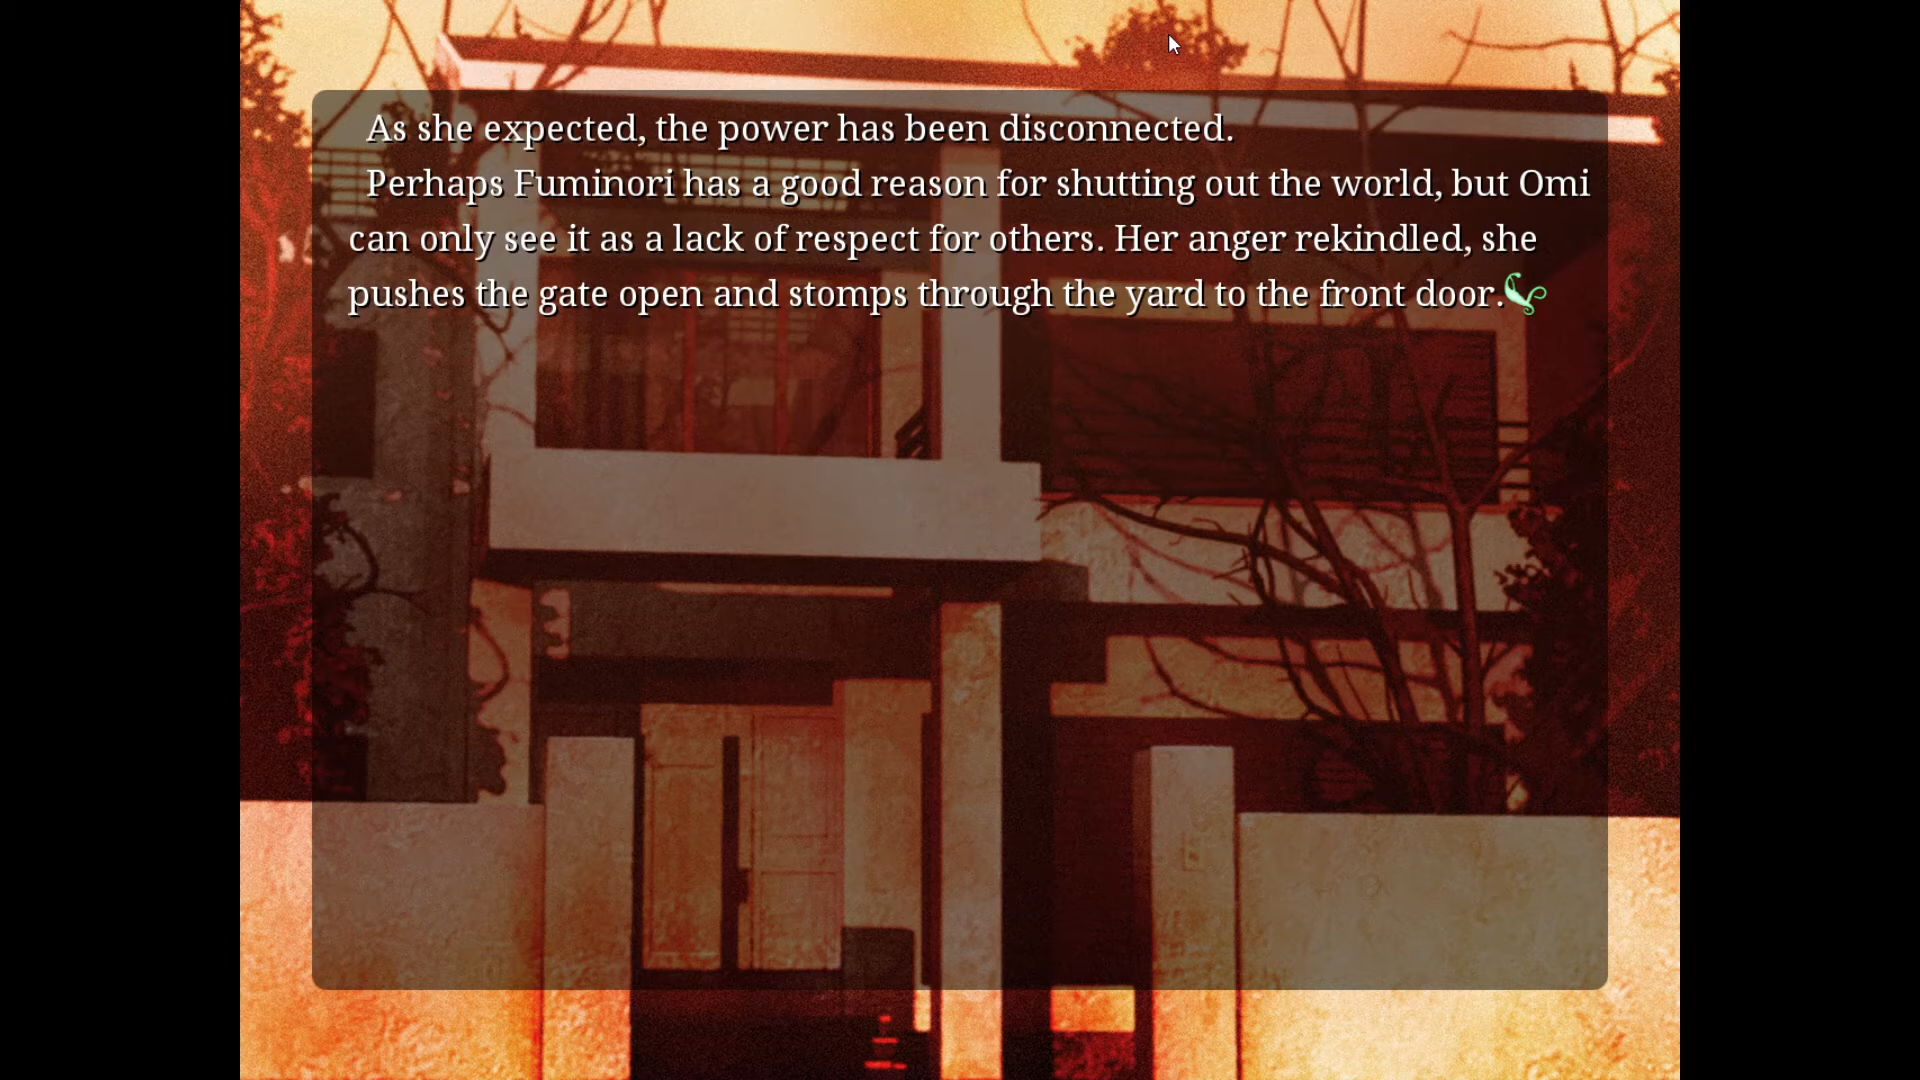 As she expected, the power has been disconnected.
Perhaps Fuminori has a good reason for shutting out the world, but Omi
can only see it as a lack of respect for others. Her anger rekindled, she
pushes the gate open and stomps through the yard to the front door.